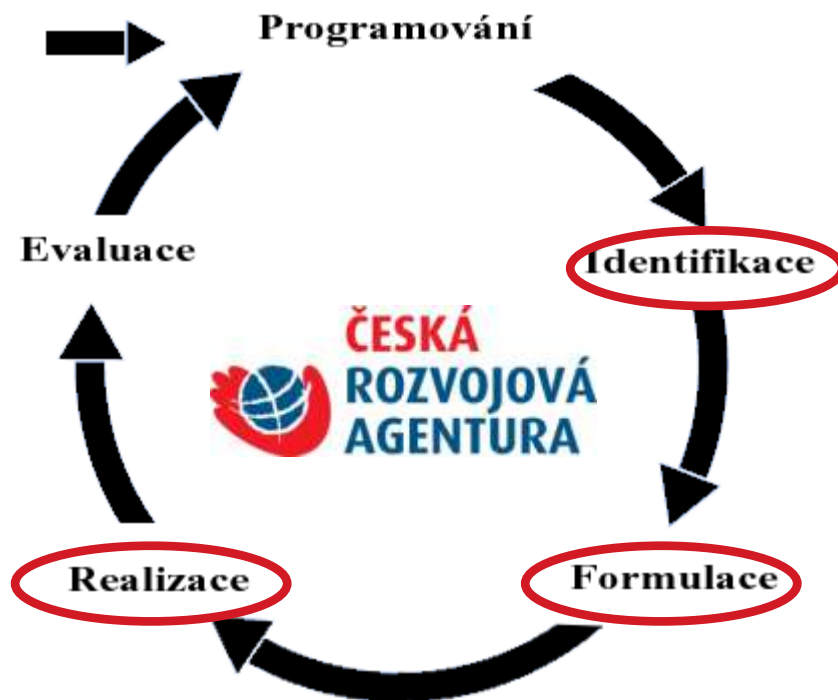 Programování
Identifikace
Evaluace
ČESKÁ
ROZVOJOVÁ
AGENTURA
Formulace
Realizace